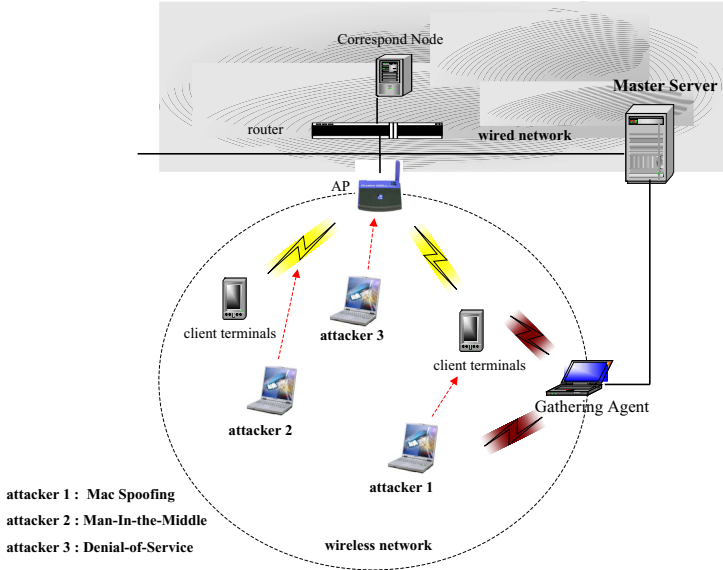 Correspond Node
Master Server
router
wired network
AP
client terminals
attacker 3
client terminals
Gathering Agent
attacker 2
attacker 1
attacker 1 : Mac Spoofing
attacker 2 : Man-In-the-Middle
attacker 3 : Denial-of-Service
wireless network